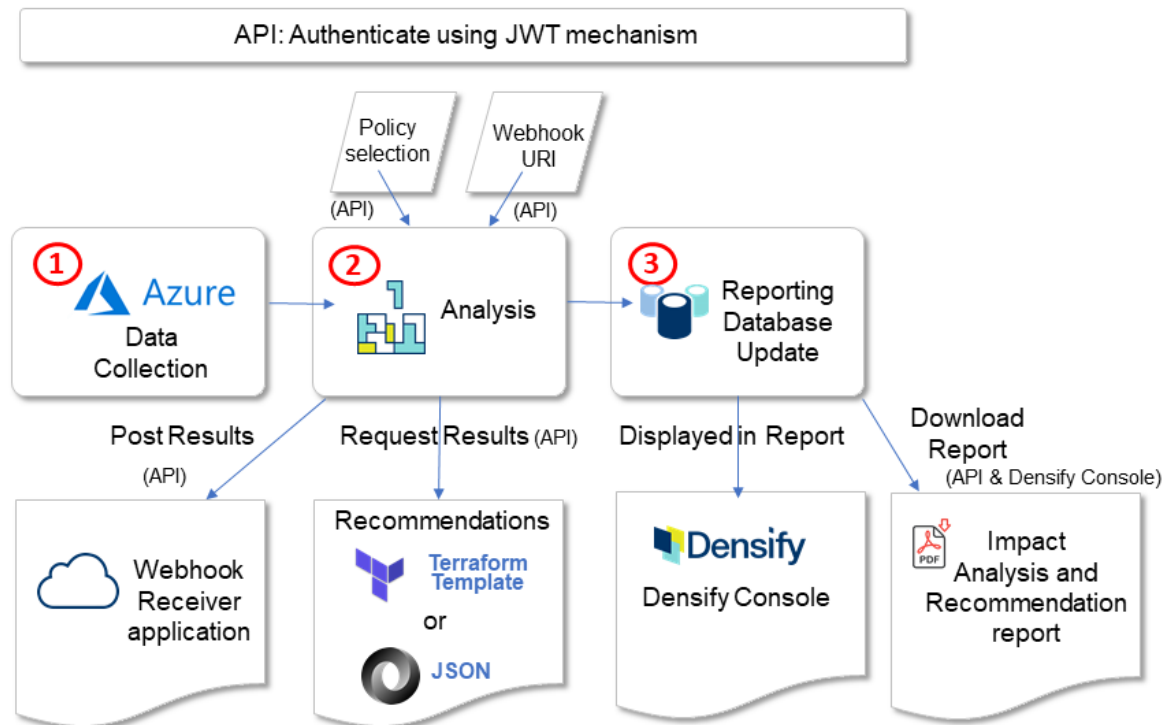 API: Authenticate using JWT mechanism
Policy
selection
Webhook
URI
(API)
(API)
1
Azure
Data
Collection
2
Analysis
3
Reporting
Database
Update
Post Results
(API)
Request Results (API)
Displayed in Report
Download
Report
(API & Densify Console)
Webhook
Receiver
application
Recommendations
Terraform
Template
or
JSON
Densify
Densify Console
PDF
Impact
Analysis and
Recommendation
report